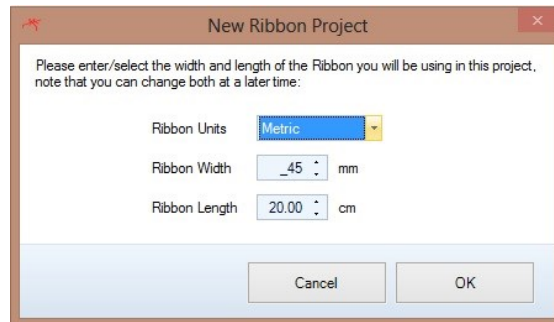 New Ribbon Project
Please enter/select the width and length of the Ribbon you will be using in this project,
note that you can change both at a later time:
Ribbon Units Metric
Ribbon Width _45 mm
Ribbon Length 20.00 cm
Cancel OK